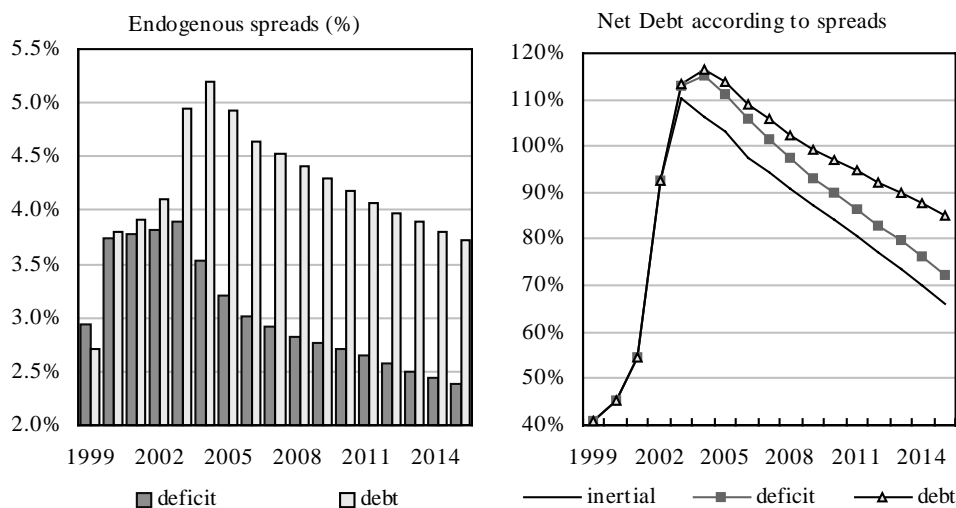 Endogenous spreads (%)
5.5%
5.0%
4.5%
4.0%
3.5%
3.0%
2.5%
2.0%
1999 2002 2005 2008 2011 2014
deficit debt
Net Debt according to spreads
120%
110%
100%
90%
80%
70%
60%
50%
40%
1999 2002 2005 2008 2011 2014
inertial deficit debt